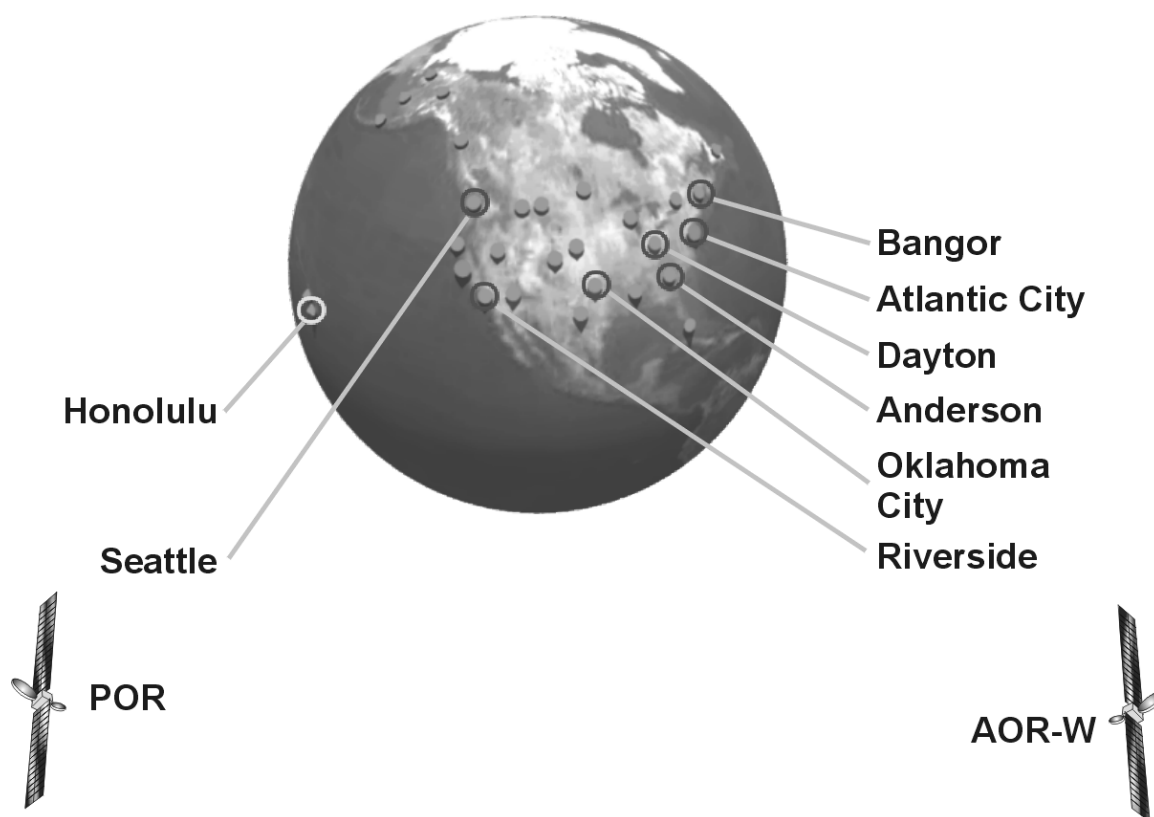 Bangor
Atlantic City
Dayton
Honolulu
Anderson
Oklahoma
City
Seattle
Riverside
POR
AOR-W